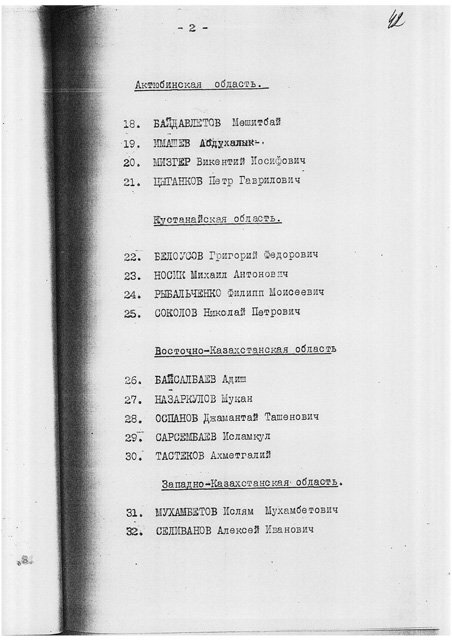 - 2 -
Актюбинская область.
18. БАЙДАВЛЕТОВ Мешитбай
19. ИМАШЕВ Абдухалык
20. МИЗГЕР Викентий Иосифович
21. ЦЫГАНКОВ Петр Гаврилович
Кустанайская область.
22. БЕЛОУСОВ Григорий Федорович
23. НОСИК Михаил Антонович
24. РЫБАЛЬЧЕНКО Филипп Моисеевич
25. СОКОЛОВ Николай Петрович
Восточно-Казахстанская область
26. БАЙСАЛБАЕВ Адиш
27. НАЗАРКУЛОВ Мукан
28. ОСПАНОВ Джамантай Ташенович
29. САРСЕМБАЕВ Исламкул
30. ТАСТЕКОВ Ахметгалий
Западно-Казахстанская область.
31. МУХАМБЕТОВ Ислям Мухамбетович
32. СЕЛИВАНОВ Алексей Иванович